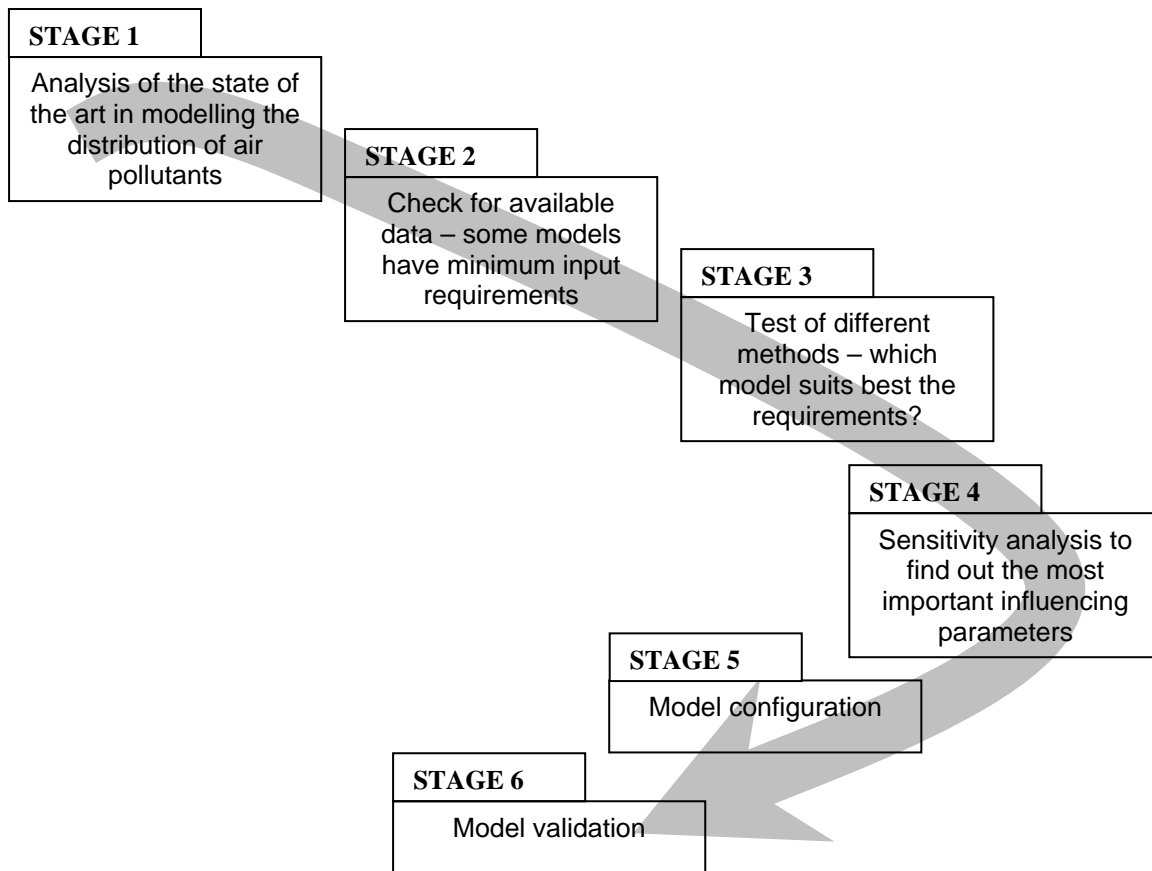 STAGE 1
Analysis of the state of
the art in modelling the
distribution of air
pollutants
STAGE 2
Check for available
data – some models
have minimum input
requirements
STAGE 3
Test of different
methods – which
model suits best the
requirements?
STAGE 4
Sensitivity analysis to
find out the most
important influencing
parameters
STAGE 5
Model configuration
STAGE 6
Model validation